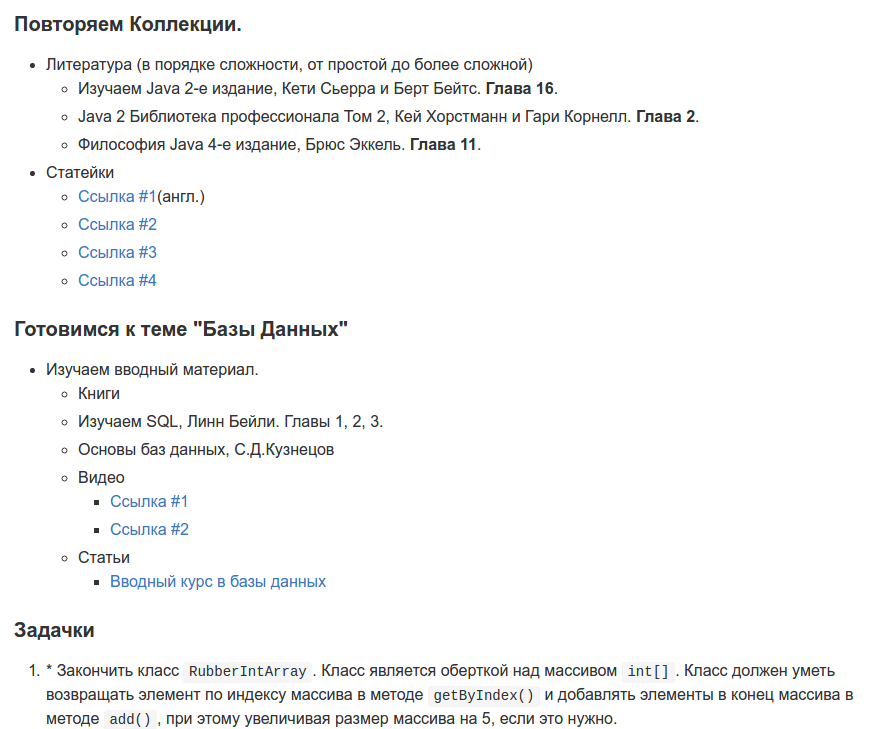 Повторяем Коллекции.
Литература (в порядке сложности, от простой до более сложной)
Изучаем Java 2-е издание, Кети Сьерра и Берт Бейтс. Глава 16.
Java 2 Библиотека профессионала Том 2, Кей Хорстманн и Гари Корнелл. Глава 2.
Философия Java 4-е издание, Брюс Эккель. Глава 11.
Статейки
Ссылка #1(англ.)
Ссылка #2
Ссылка #3
Ссылка #4
Готовимся к теме "Базы Данных"
Изучаем вводный материал.
Книги
Изучаем SQL, Линн Бейли. Главы 1, 2, 3.
Основы баз данных, С.Д.Кузнецов
Видео
Ссылка #1
Ссылка #2
Статьи
Вводный курс в базы данных
Задачки
1. * Закончить класс RubberIntArray. Класс является оберткой над массивом int[]. Класс должен уметь
возвращать элемент по индексу массива в методе getByIndex() и добавлять элементы в конец массива в
методе add(), при этому увеличивая размер массива на 5, если это нужно.